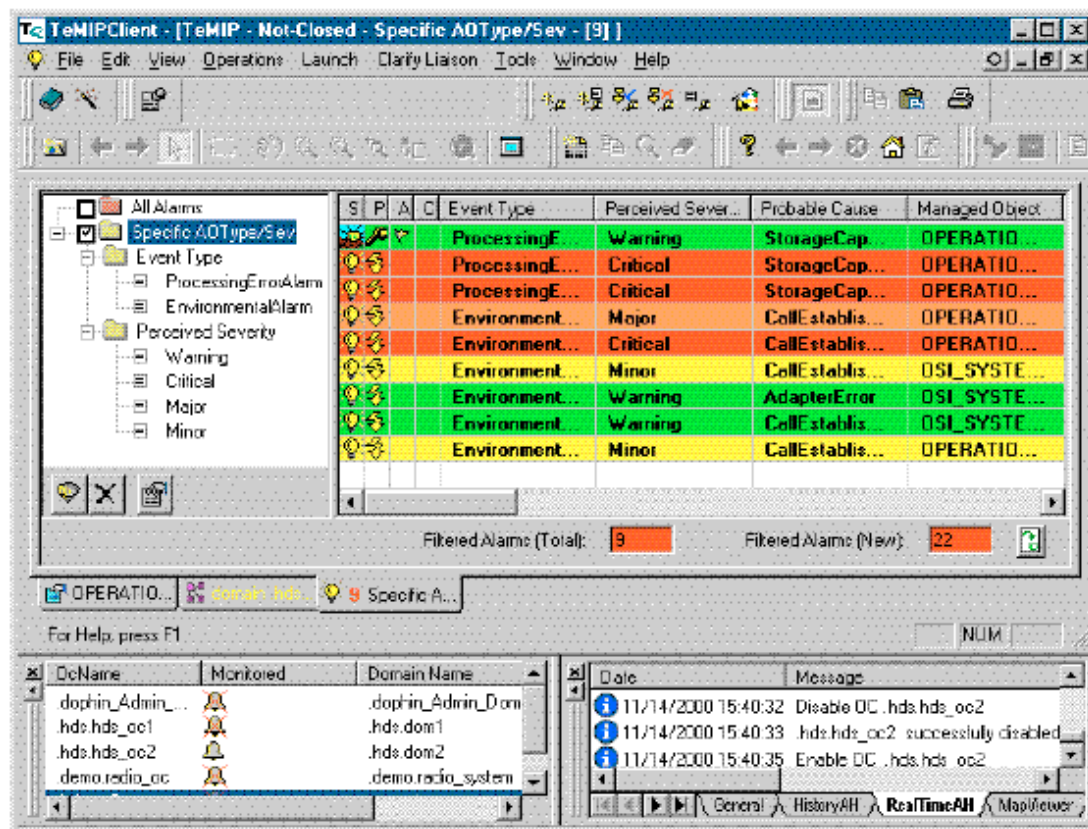 TeMIPClient - [TeMIP - Not-Closed - Specific AOType/Sev - [9] ]
File Edit View Operations Launch Clarify Liaison Tools Window Help
All Alarms
Specific AOType/Sev
Event Type
ProcessingErrorAlarm
EnvironmentalAlarm
Perceived Severity
Warning
Critical
Major
Minor
S P A C Event Type Perceived Sever... Probable Cause Managed Object
ProcessingE... Warning StorageCap... OPERATIO...
ProcessingE... Critical StorageCap... OPERATIO...
ProcessingE... Critical StorageCap... OPERATIO...
Environment... Major CallEstablis... OPERATIO...
Environment... Critical CallEstablis... OPERATIO...
Environment... Minor CallEstablis... OSI_SYSTE...
Environment... Warning AdapterError OSI_SYSTE...
Environment... Warning CallEstablis... OSI_SYSTE...
Environment... Minor CallEstablis... OPERATIO...
Filtered Alarms (Total): 9 Filtered Alarms (New): 22
OPERATIO... domain .hds... 9 Specific A...
For Help, press F1 NUM
OcName Monitored Domain Name
.dophin_Admin_... .dophin_Admin_Dom
.hds.hds_oc1 .hds.dom1
.hds.hds_oc2 .hds.dom2
.demo.radio_oc .demo.radio_system
Date Message
11/14/2000 15:40:32 Disable OC .hds.hds_oc2
11/14/2000 15:40:33 .hds.hds_oc2 successfully disabled
11/14/2000 15:40:35 Enable OC .hds.hds_oc2
General HistoryAH RealTimeAH MapViewer